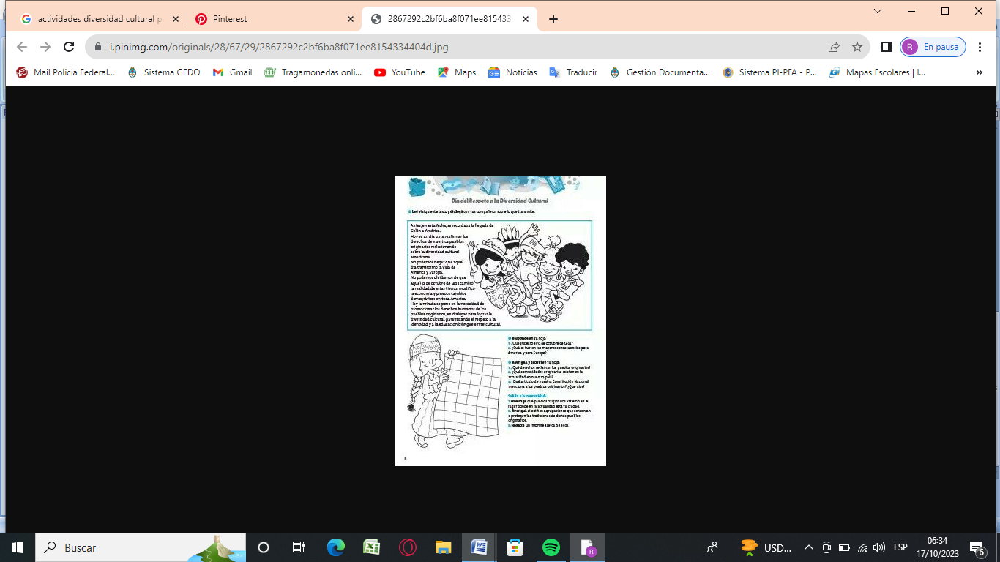 actividades diversidad cultural p
Pinterest
2867292c2bf6ba8f071ee8154334
i.pinimg.com/originals/28/67/29/2867292c2bf6ba8f071ee8154334404d.jpg
R
En pausa
Mail Policia Federal...
Sistema GEDO
Gmail
Tragamonedas onli...
YouTube
Maps
Noticias
Traducir
Gestión Documenta...
Sistema PI-PFA - P...
Mapas Escolares | I...
»
Día del Respeto a la Diversidad Cultural
Leé el siguiente texto y dialogá con tus compañeros sobre lo que transmite.
Antes, en esta fecha, se recordaba la llegada de
Colón a América.
Hoy es un día para reafirmar los
derechos de nuestros pueblos
originarios reflexionando
sobre la diversidad cultural
americana.
No podemos negar que aquel
día transformó la vida de
América y Europa.
No podemos olvidarnos de que
aquel 12 de octubre de 1492 cambió
la realidad de estas tierras, modificó
la economía y provocó cambios
demográficos en toda América.
Hoy la mirada se pone en la necesidad de
promocionar los derechos humanos de los
pueblos originarios, en dialogar para lograr la
diversidad cultural, garantizando el respeto a la
identidad y a la educación bilingüe e intercultural.
Respondé en tu hoja.
1. ¿Qué sucedió el 12 de octubre de 1492?
2. ¿Cuáles fueron las mayores consecuencias para
América y para Europa?
Averiguá y escribí en tu hoja.
1. ¿Qué derechos reclaman los pueblos originarios?
2. ¿Qué comunidades originarias existen en la
actualidad en nuestro país?
3. ¿Qué artículo de nuestra Constitución Nacional
menciona a los pueblos originarios? ¿Qué dice?
Salida a la comunidad:
1. Investigá qué pueblos originarios vivieron en el
lugar donde en la actualidad está tu ciudad.
2. Averiguá si existen agrupaciones que conservan
o protegen las tradiciones de dichos pueblos
originarios.
3. Redactá un informe acerca de ellos.
Buscar
R
USD...
ESP
06:34
17/10/2023
6